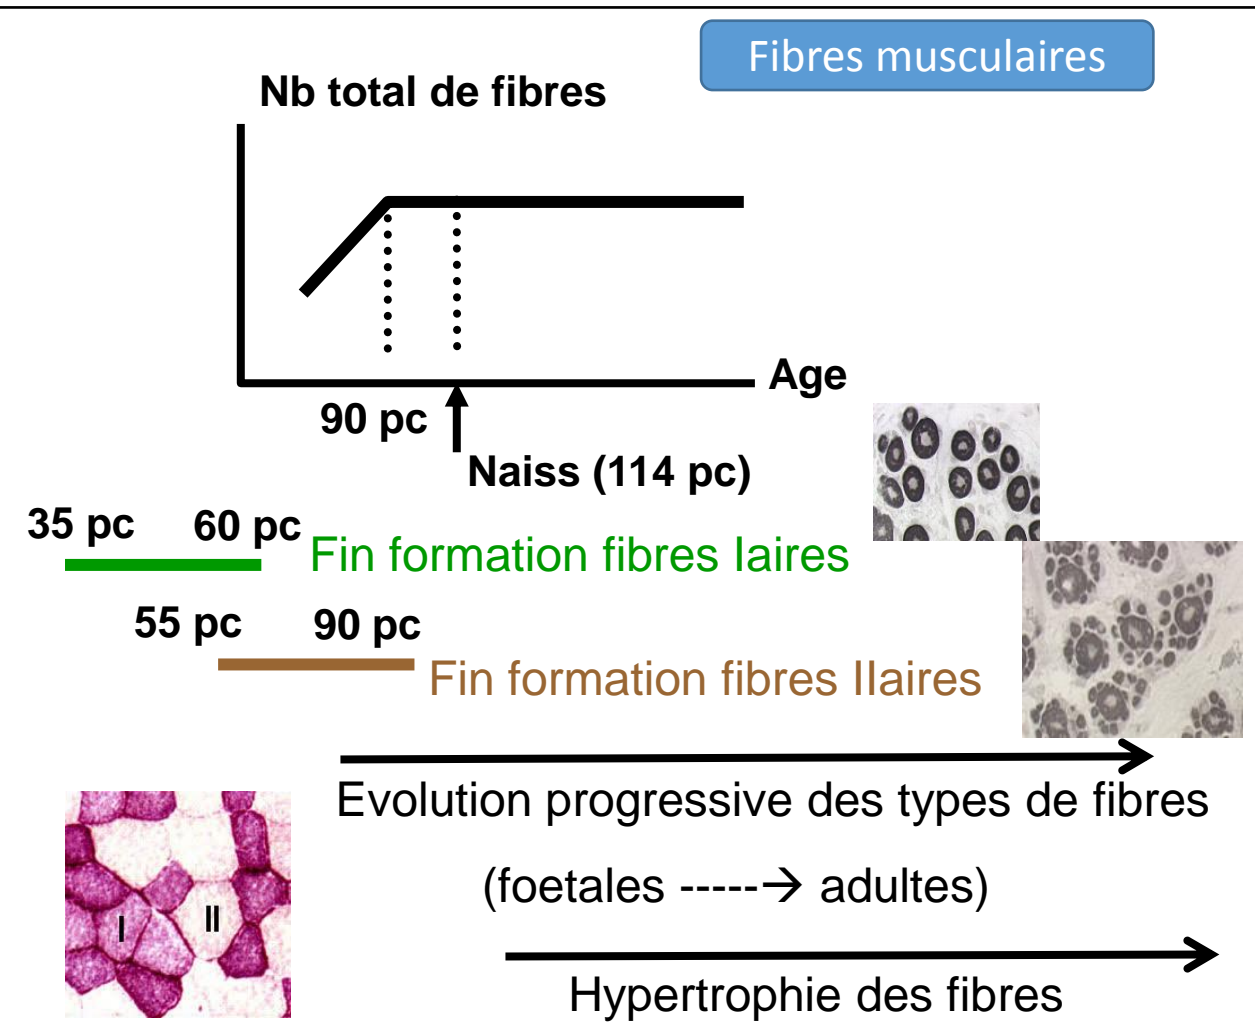 Fibres musculaires
Nb total de fibres
Age
90 pc
Naiss (114 pc)
35 pc 60 pc
Fin formation fibres Iaires
55 pc 90 pc
Fin formation fibres IIaires
Evolution progressive des types de fibres
(foetales -----→ adultes)
I II
Hypertrophie des fibres